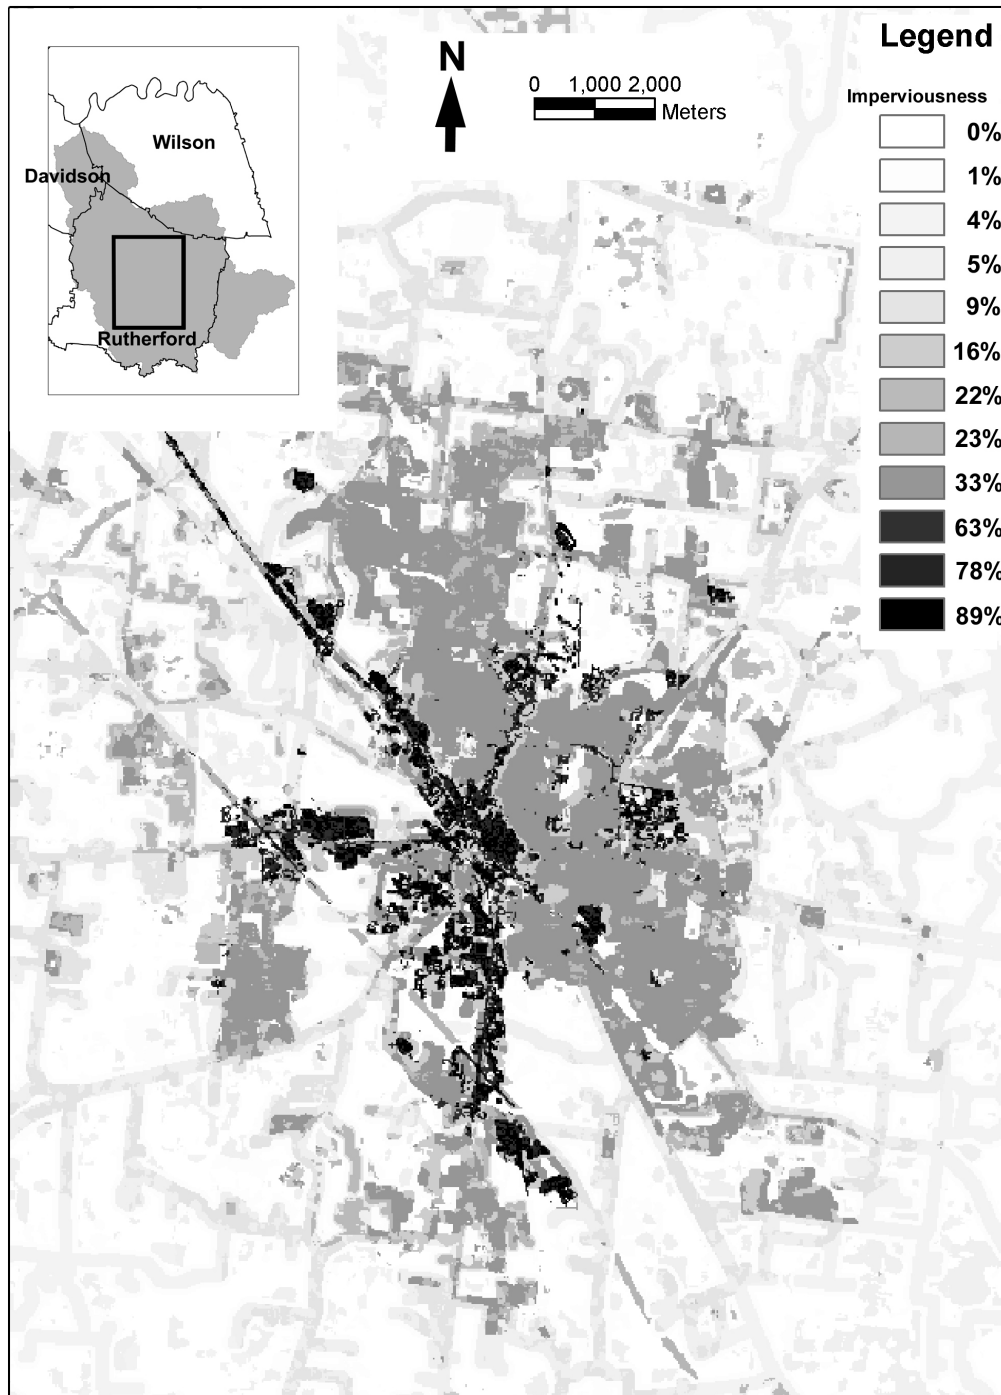 Legend
N
0 1,000 2,000
Meters
Imperviousness
0%
1%
4%
5%
9%
16%
22%
23%
33%
63%
78%
89%
Wilson
Davidson
Rutherford